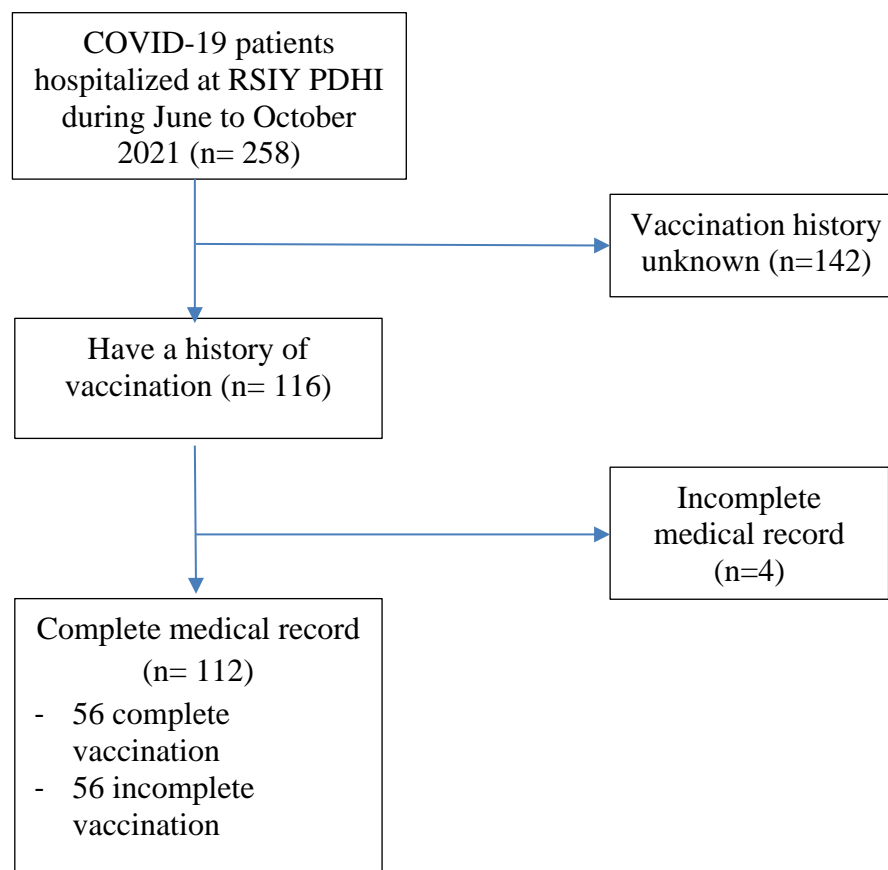 COVID-19 patients
hospitalized at RSIY PDHI
during June to October
2021 (n= 258)
Vaccination history
unknown (n=142)
Have a history of
vaccination (n= 116)
Incomplete
medical record
(n=4)
Complete medical record
(n= 112)
- 56 complete
vaccination
- 56 incomplete
vaccination